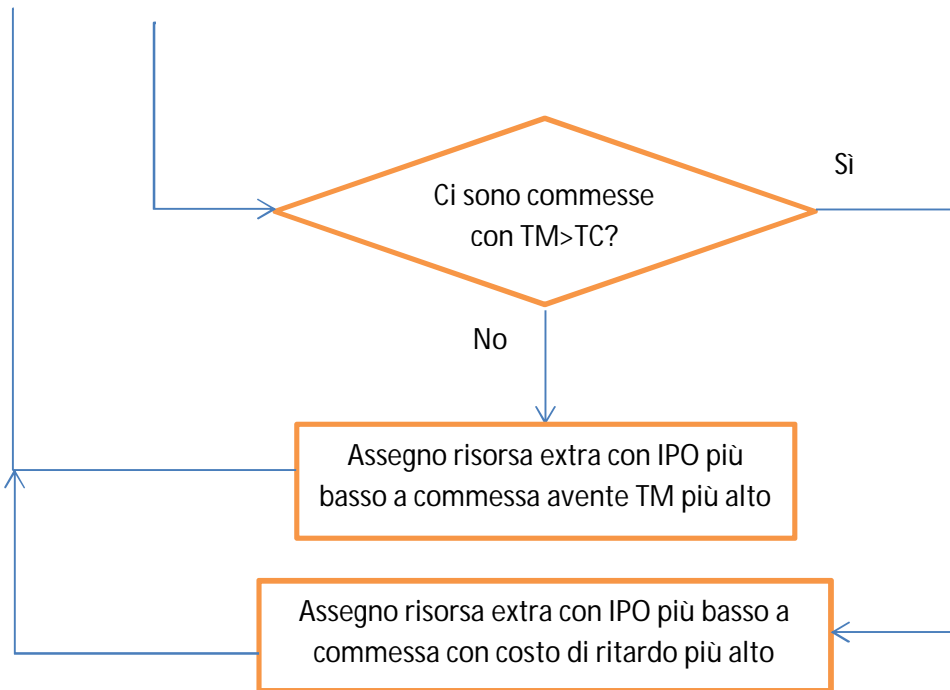 Sì
Ci sono commesse
con TM>TC?
No
Assegno risorsa extra con IPO più
basso a commessa avente TM più alto
Assegno risorsa extra con IPO più basso a
commessa con costo di ritardo più alto